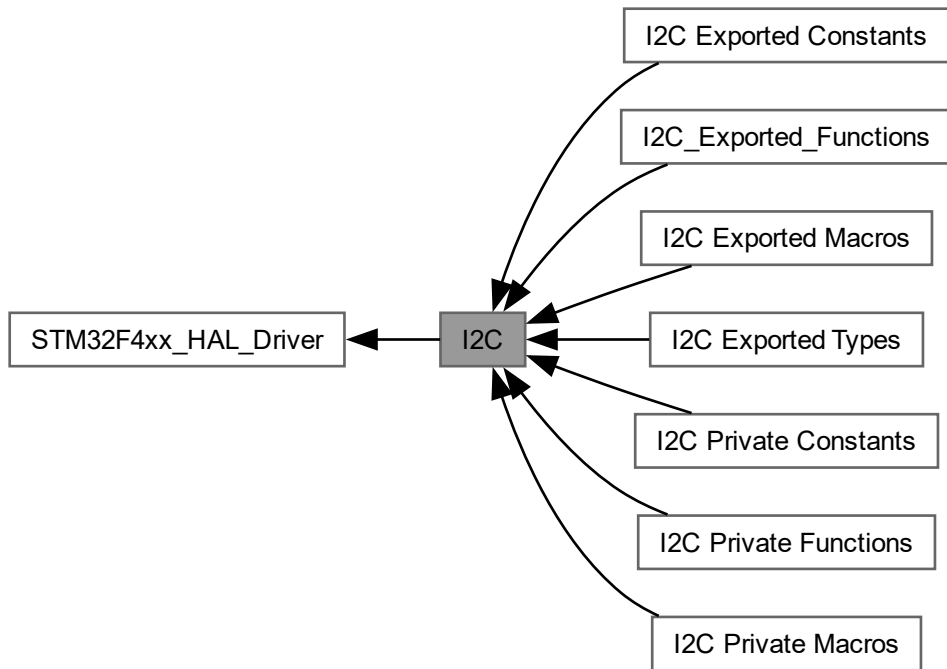 I2C Exported Constants
I2C_Exported_Functions
I2C Exported Macros
STM32F4xx_HAL_Driver
I2C
I2C Exported Types
I2C Private Constants
I2C Private Functions
I2C Private Macros